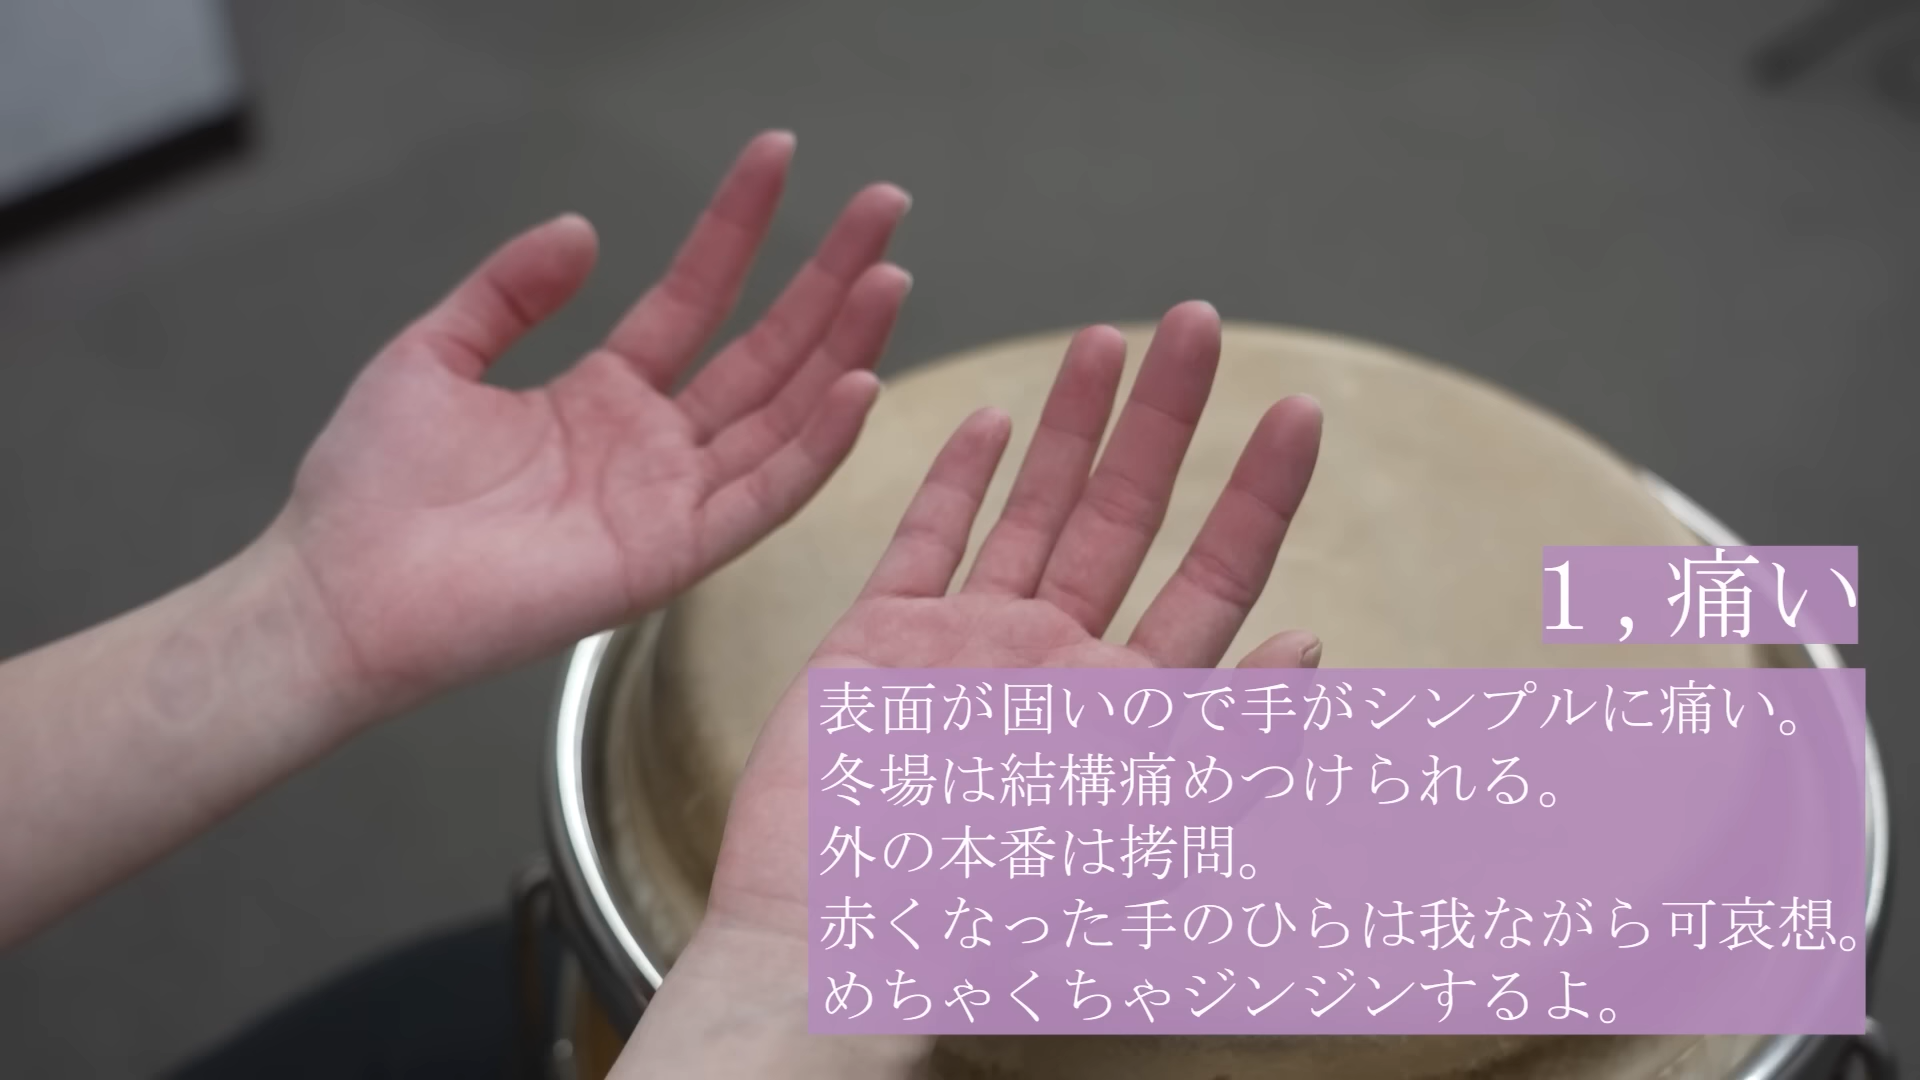 1,痛い
表面が固いので手がシンプルに痛い。
冬場は結構痛めつけられる。
外の本番は拷問。
赤くなった手のひらは我ながら可哀想。
めちゃくちゃジンジンするよ。